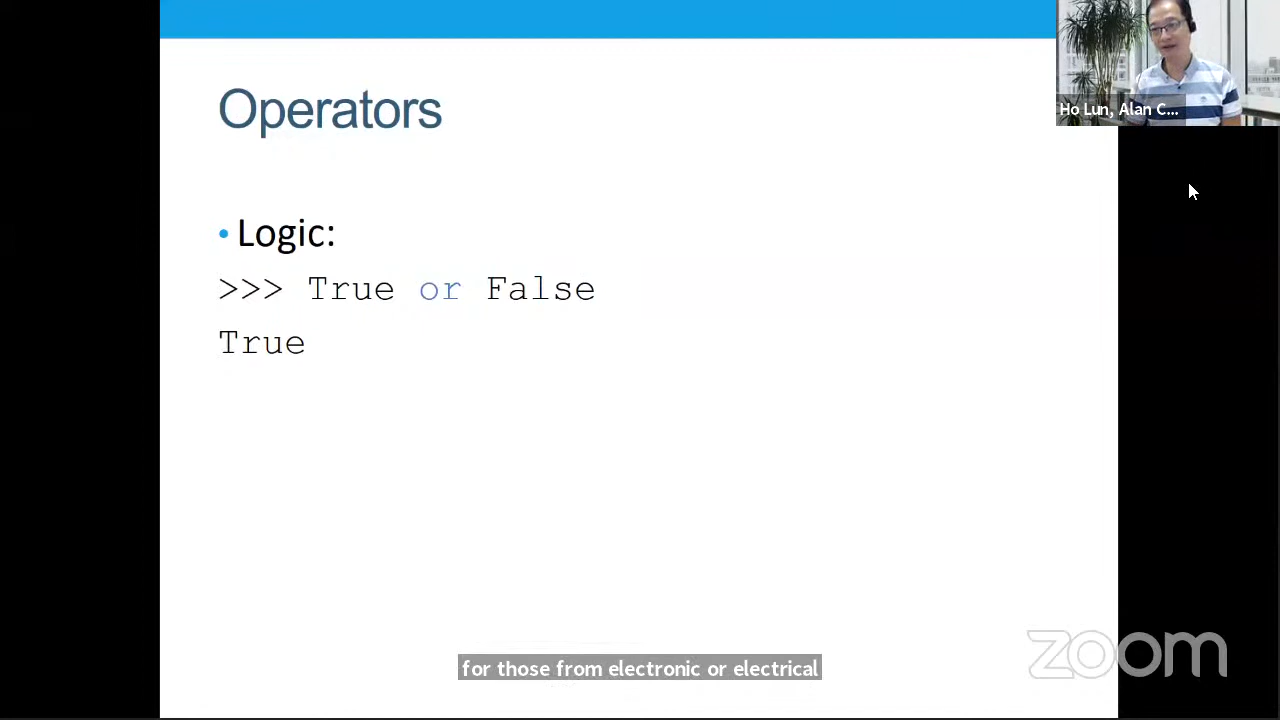 Ho Lun, Alan C...
Operators
• Logic:
>>> True or False
True
zoom
for those from electronic or electrical